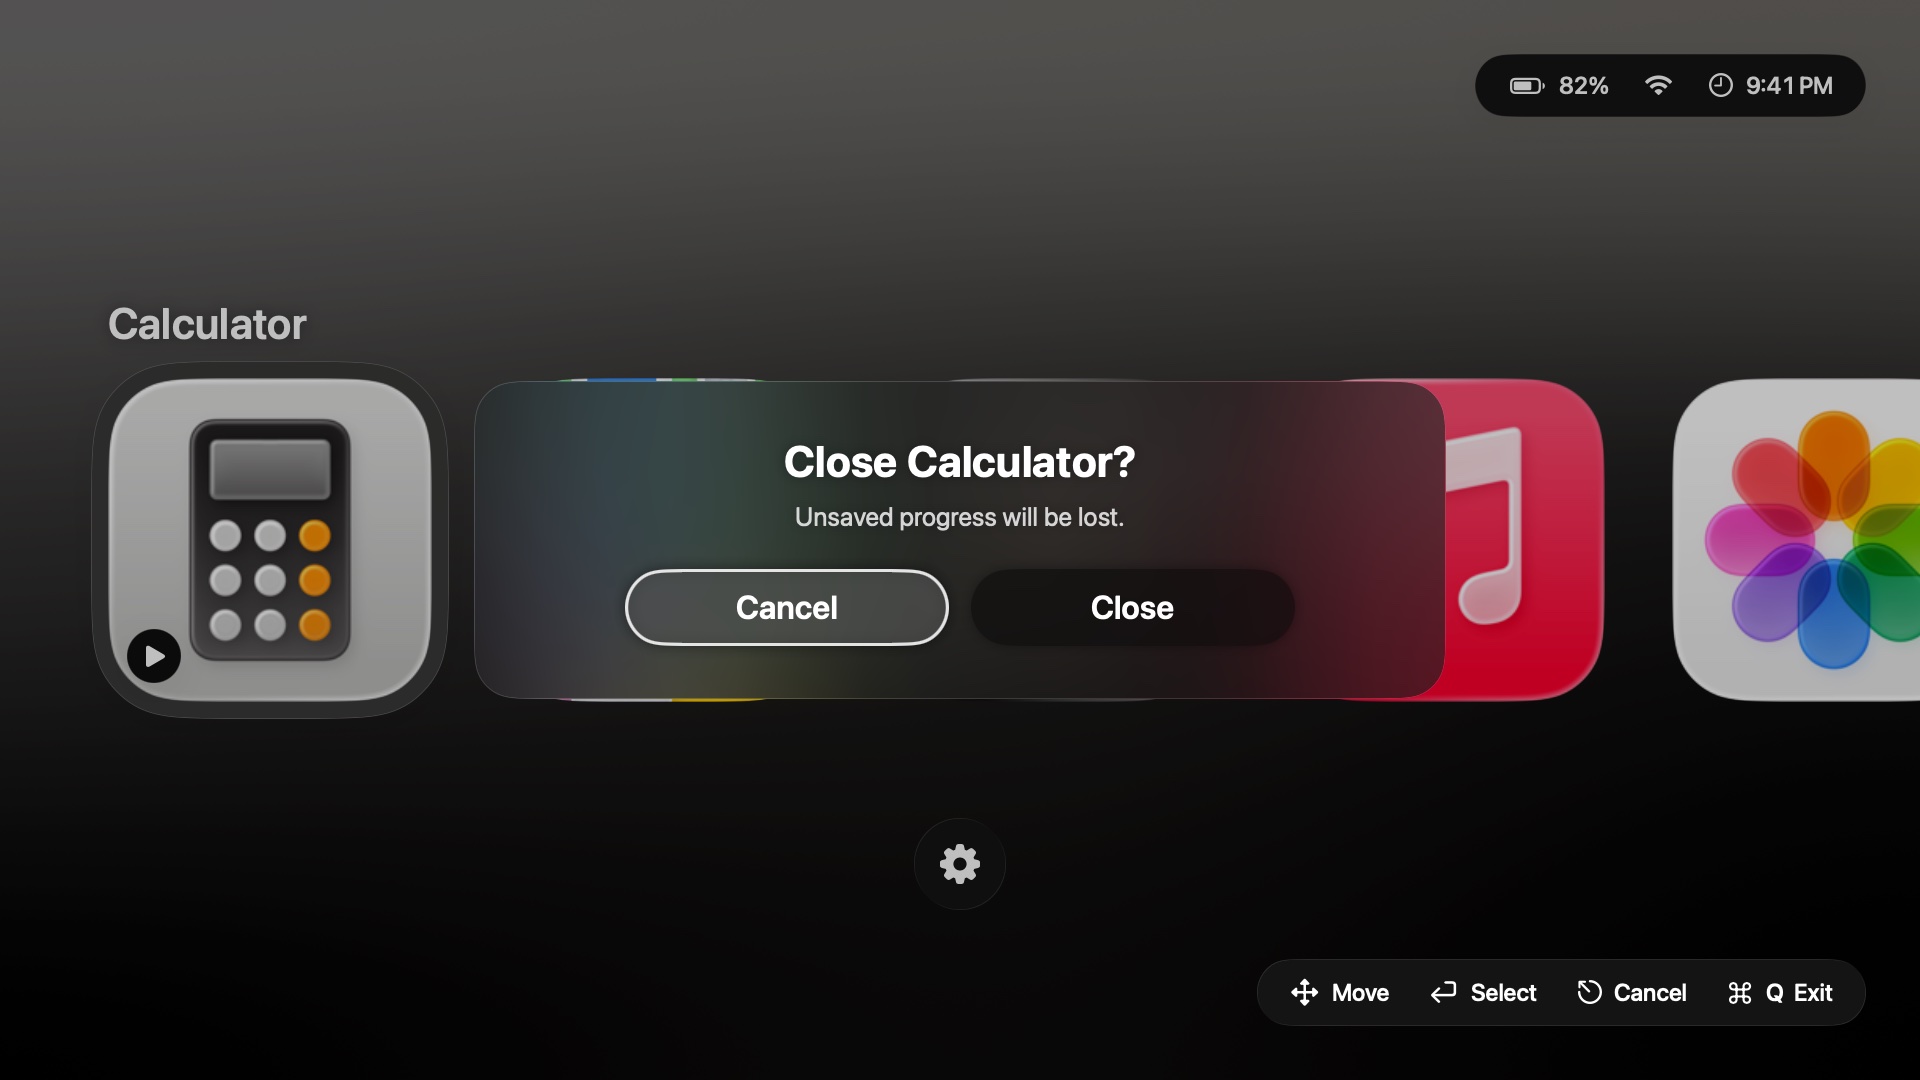 82% 9:41 PM
Calculator
Close Calculator?
Unsaved progress will be lost.
Cancel Close
Move Select Cancel ⌘ Q Exit